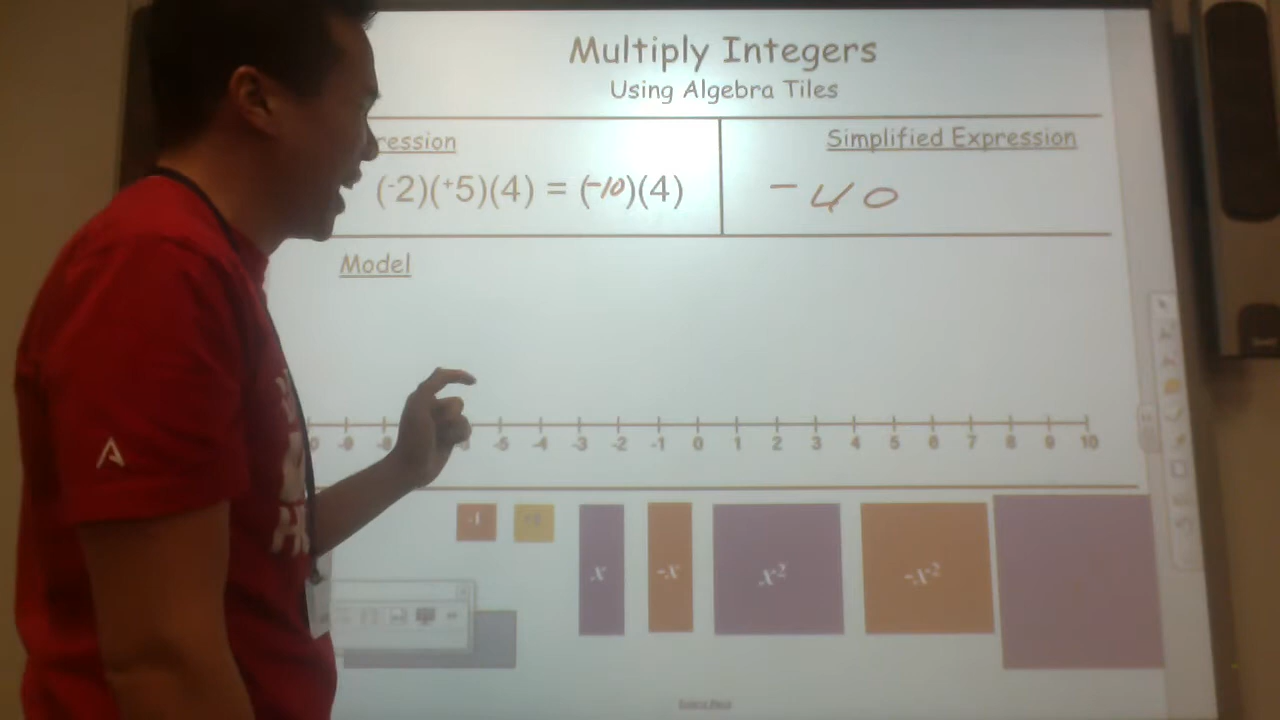 Multiply Integers
Using Algebra Tiles
ression
Simplified Expression
(⁻2)(⁺5)(4) = (⁻10)(4)
⁻40
Model
-9 -8 -5 -4 -3 -2 -1 0 1 2 3 4 5 6 7 8 9 10
-1
x -x x² -x²